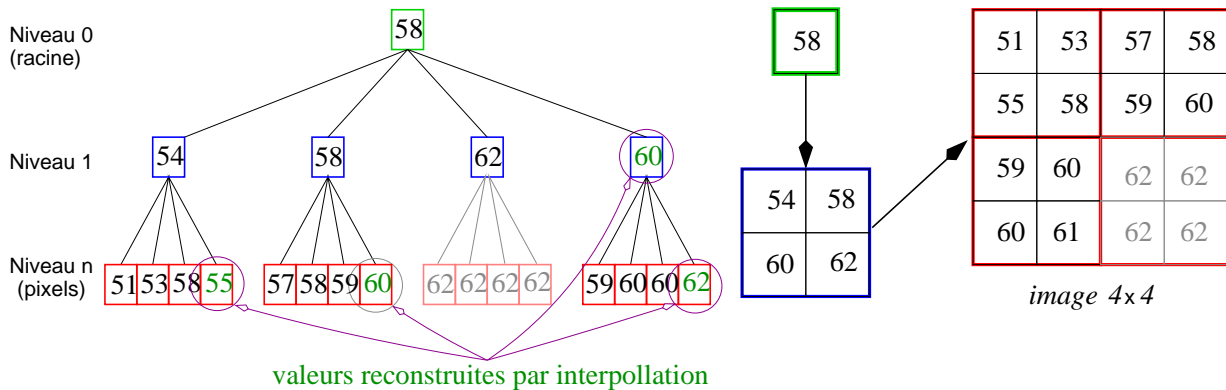 Niveau 0
(racine)
58
Niveau 1
54 58 62 60
Niveau n
(pixels)
51 53 58 55 57 58 59 60 62 62 62 62 59 60 60 62
valeurs reconstruites par interpollation
58
54 58
60 62
51 53 57 58
55 58 59 60
59 60 62 62
60 61 62 62
image 4x4